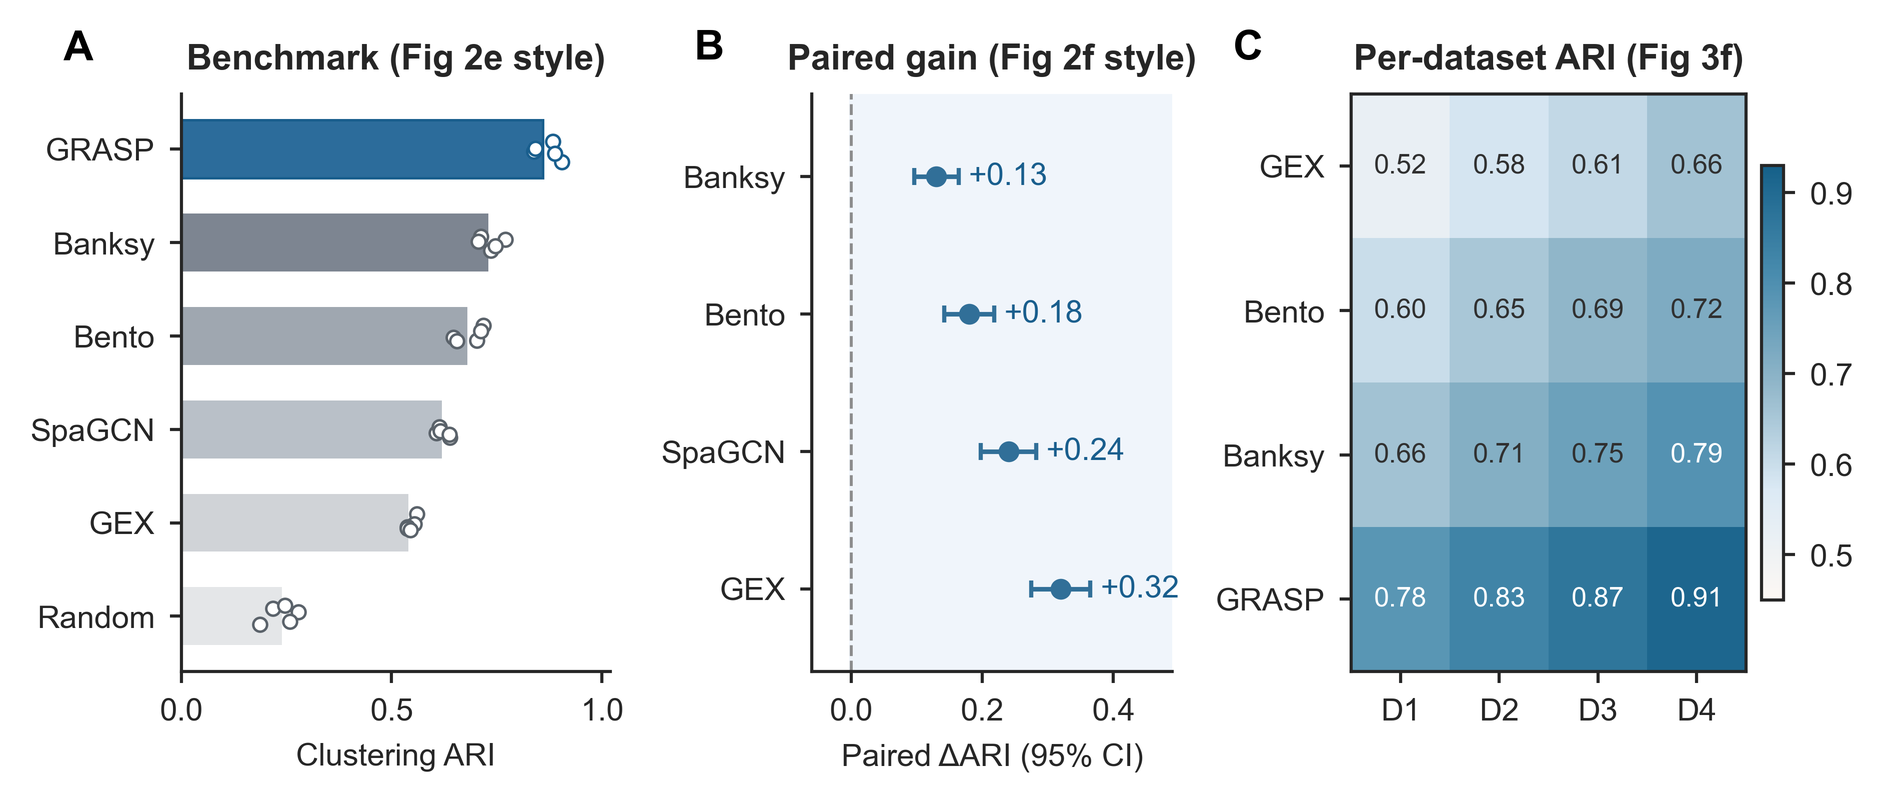 A
Benchmark (Fig 2e style)
GRASP
Banksy
Bento
SpaGCN
GEX
Random
0.0
0.5
1.0
Clustering ARI
B
Paired gain (Fig 2f style)
Banksy
+0.13
Bento
+0.18
SpaGCN
+0.24
GEX
+0.32
0.0
0.2
0.4
Paired ΔARI (95% CI)
C
Per-dataset ARI (Fig 3f)
GEX 0.52 0.58 0.61 0.66
Bento 0.60 0.65 0.69 0.72
Banksy 0.66 0.71 0.75 0.79
GRASP 0.78 0.83 0.87 0.91
D1 D2 D3 D4
0.9
0.8
0.7
0.6
0.5